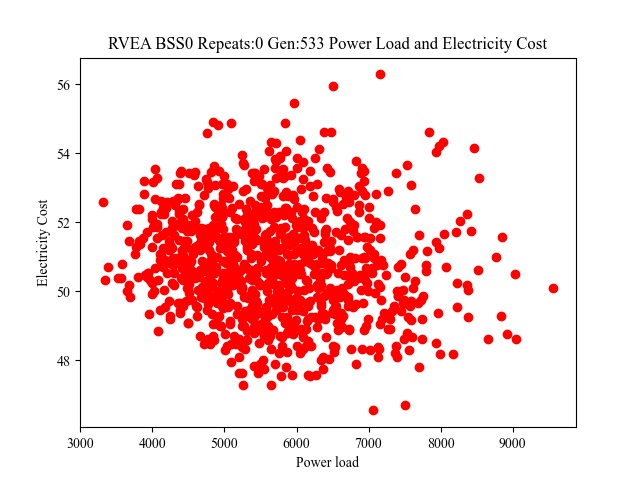 RVEA BSS0 Repeats:0 Gen:533 Power Load and Electricity Cost
56
54
52
50
48
Electricity Cost
3000 4000 5000 6000 7000 8000 9000
Power load